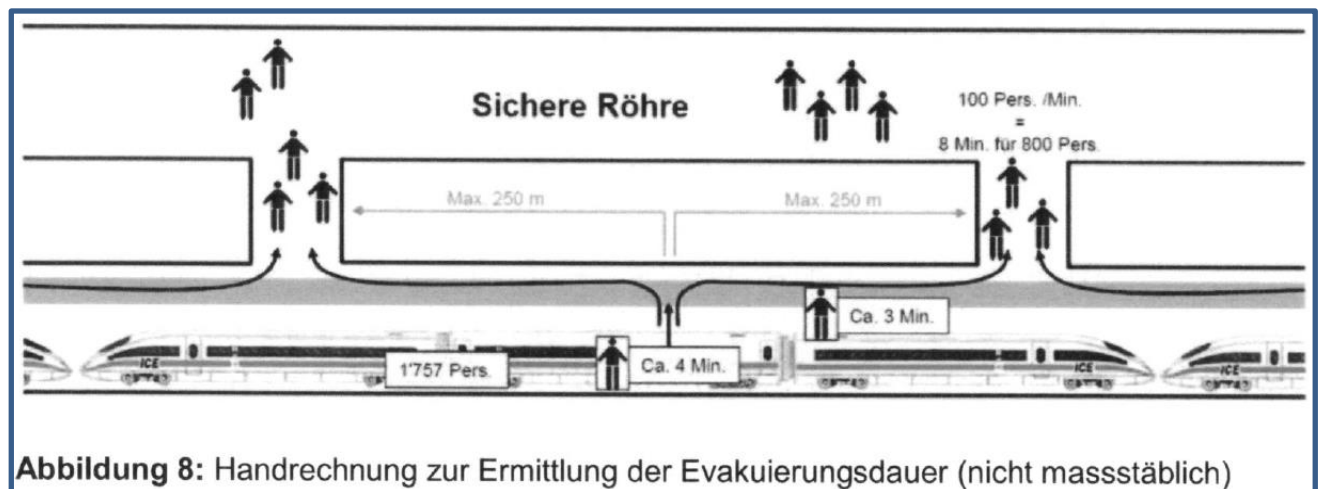 Sichere Röhre
100 Pers. /Min.
=
8 Min. für 800 Pers.
Max. 250 m
Max. 250 m
Ca. 3 Min.
1'757 Pers.
Ca. 4 Min.
ICE
ICE
ICE
Abbildung 8: Handrechnung zur Ermittlung der Evakuierungsdauer (nicht massstäblich)